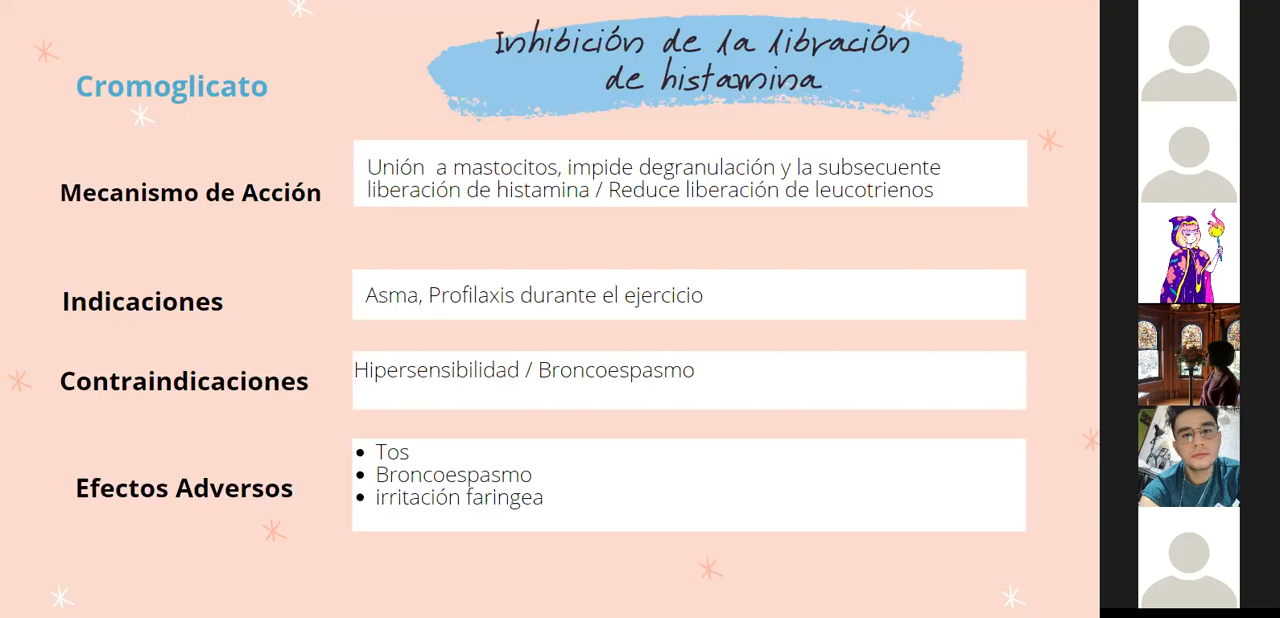 Inhibición de la libración
de histamina
Cromoglicato
Mecanismo de Acción
Unión a mastocitos, impide degranulación y la subsecuente
liberación de histamina / Reduce liberación de leucotrienos
Indicaciones
Asma, Profilaxis durante el ejercicio
Contraindicaciones
Hipersensibilidad / Broncoespasmo
Efectos Adversos
• Tos
• Broncoespasmo
• irritación faringea